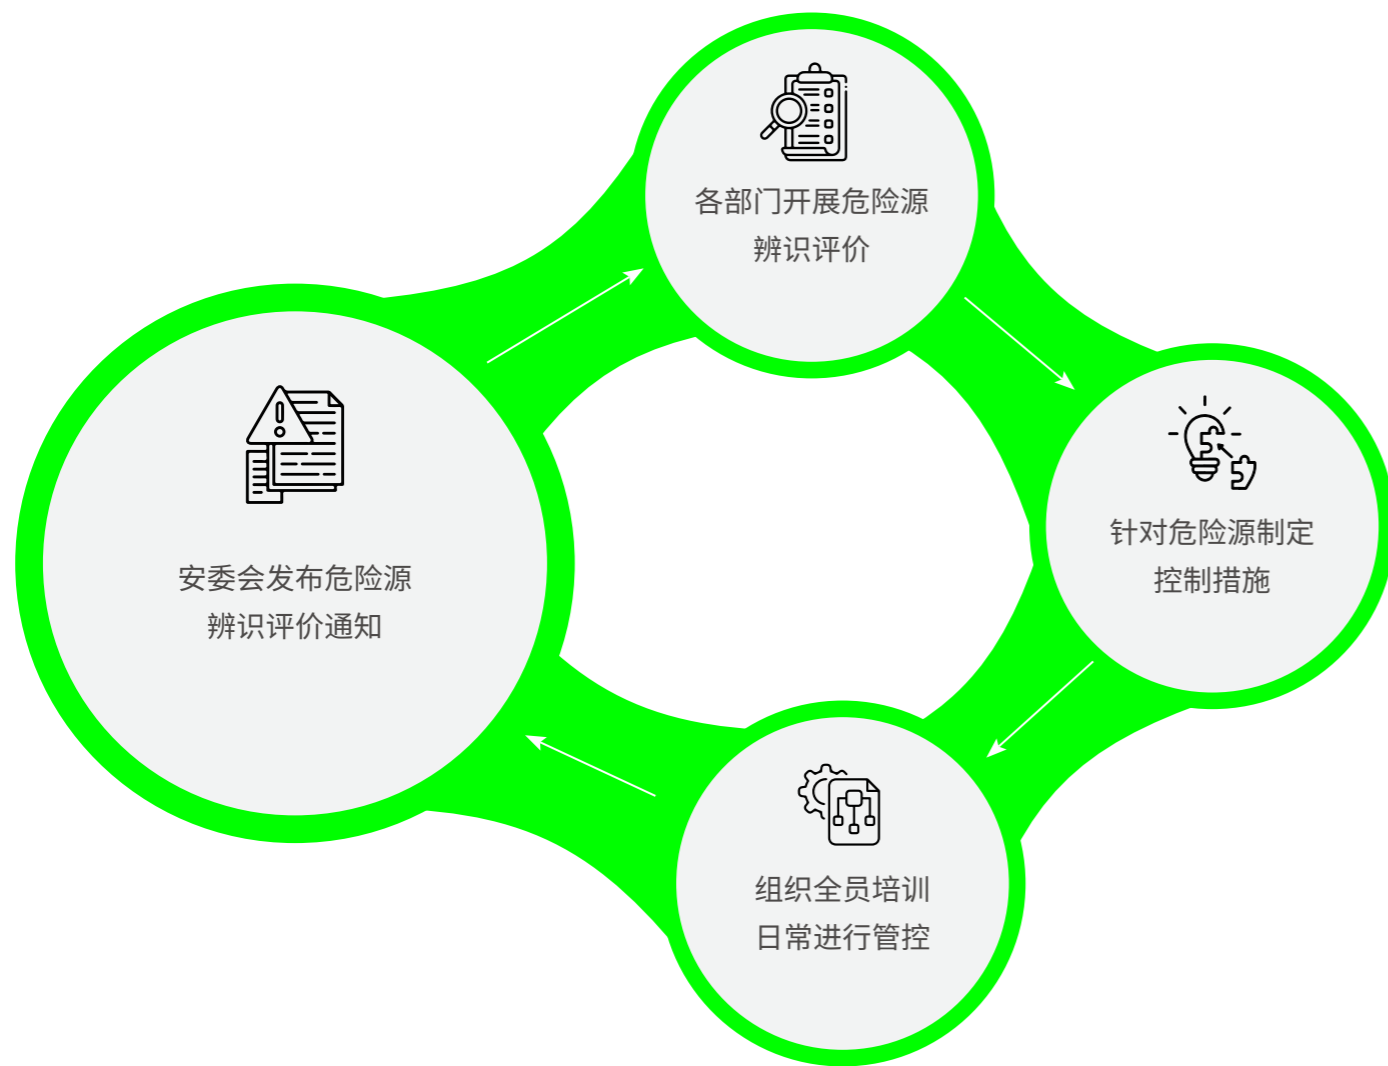 各部门开展危险源
辨识评价
针对危险源制定
控制措施
安委会发布危险源
辨识评价通知
组织全员培训
日常进行管控